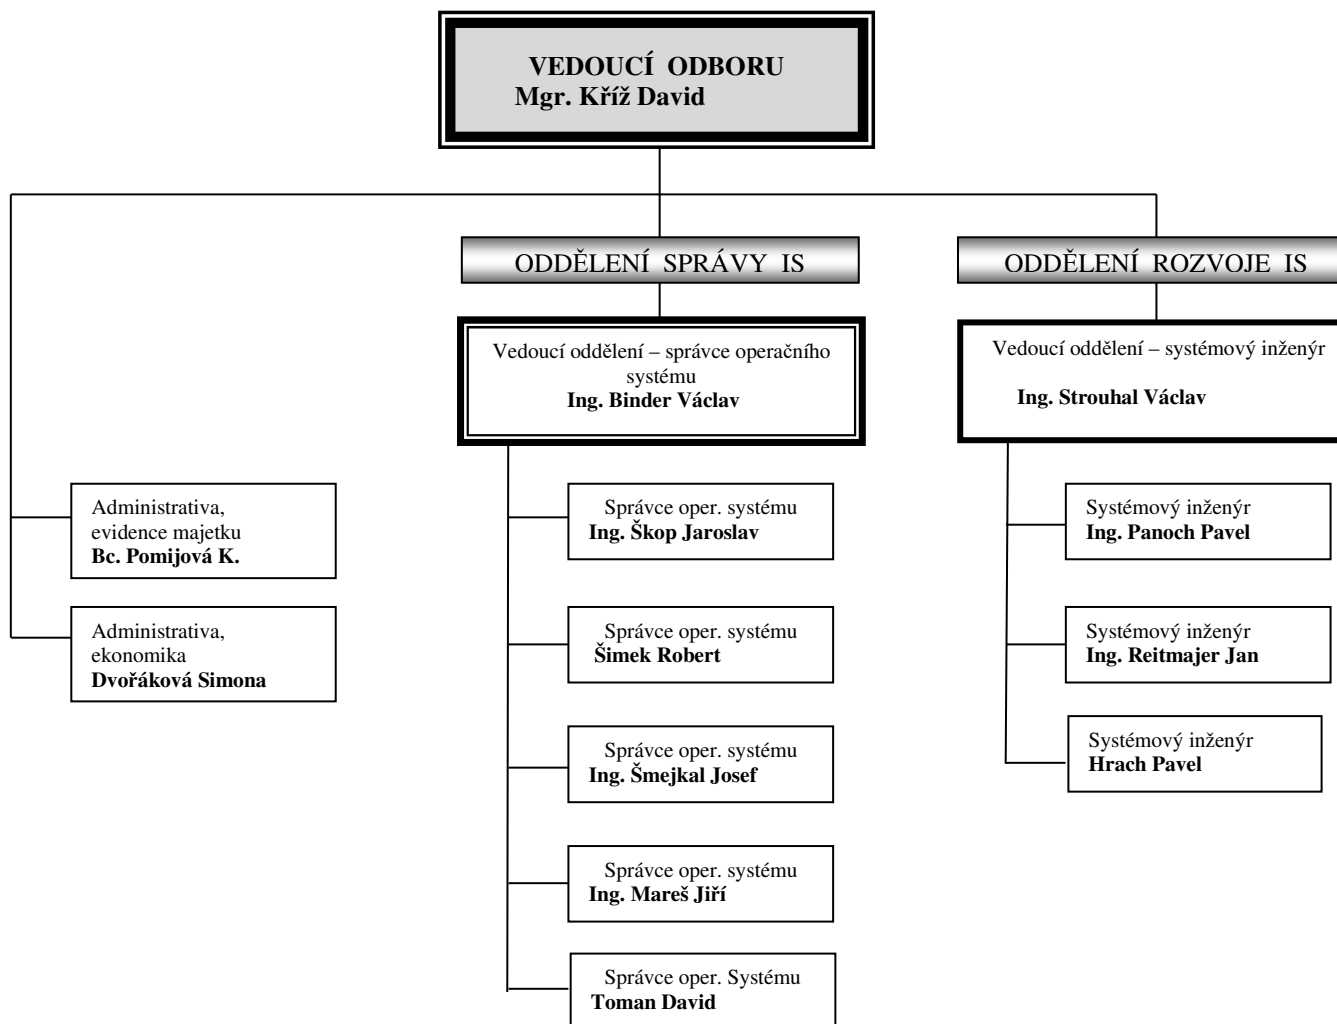 VEDOUCÍ ODBORU
Mgr. Kříž David
ODDĚLENÍ SPRÁVY IS
ODDĚLENÍ ROZVOJE IS
Vedoucí oddělení – správce operačního
systému
Ing. Binder Václav
Vedoucí oddělení – systémový inženýr
Ing. Strouhal Václav
Administrativa,
evidence majetku
Bc. Pomijová K.
Administrativa,
ekonomika
Dvořáková Simona
Správce oper. systému
Ing. Škop Jaroslav
Správce oper. systému
Šimek Robert
Správce oper. systému
Ing. Šmejkal Josef
Správce oper. systému
Ing. Mareš Jiří
Správce oper. Systému
Toman David
Systémový inženýr
Ing. Panoch Pavel
Systémový inženýr
Ing. Reitmajer Jan
Systémový inženýr
Hrach Pavel